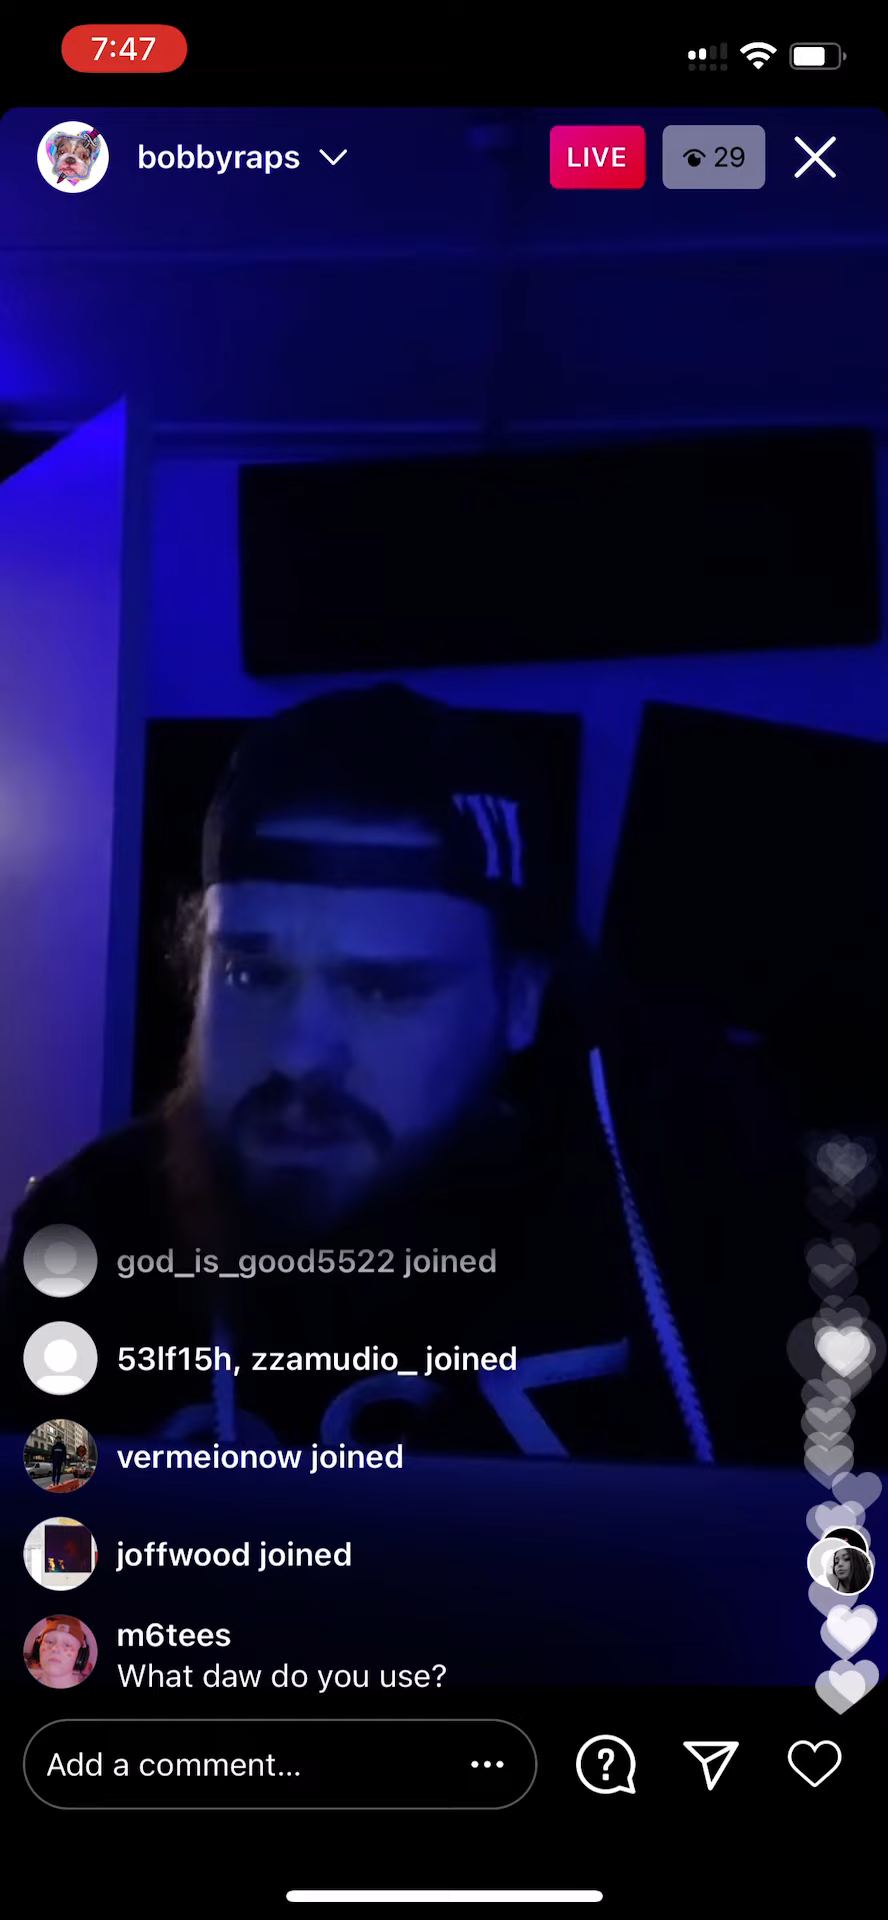 7:47
bobbyraps
LIVE
29
god_is_good5522 joined
53lf15h, zzamudio_ joined
vermeionow joined
joffwood joined
m6tees
What daw do you use?
Add a comment...